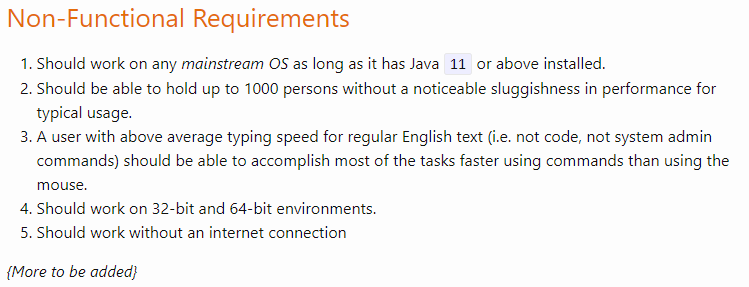 Non-Functional Requirements
1. Should work on any mainstream OS as long as it has Java 11 or above installed.
2. Should be able to hold up to 1000 persons without a noticeable sluggishness in performance for
typical usage.
3. A user with above average typing speed for regular English text (i.e. not code, not system admin
commands) should be able to accomplish most of the tasks faster using commands than using the
mouse.
4. Should work on 32-bit and 64-bit environments.
5. Should work without an internet connection
{More to be added}